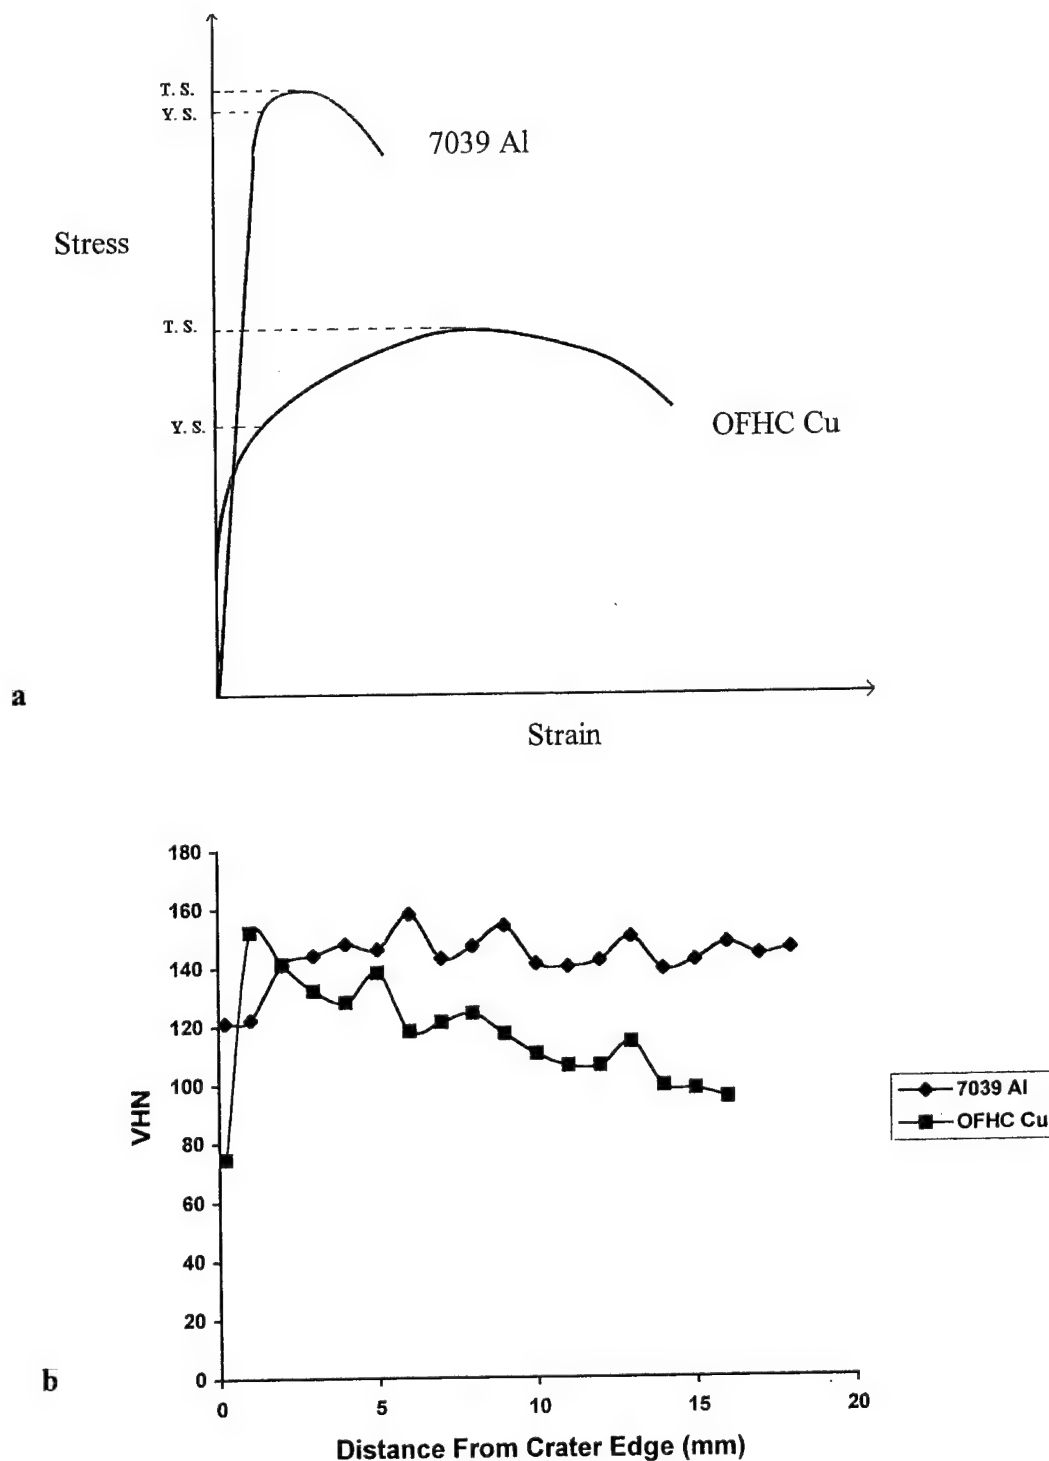 T. S.
Y. S.
7039 Al
Stress
T. S.
Y. S.
OFHC Cu
a
Strain
180
160
140
120
100
80
60
40
20
0
VHN
0 5 10 15 20
Distance From Crater Edge (mm)
7039 Al
OFHC Cu
b